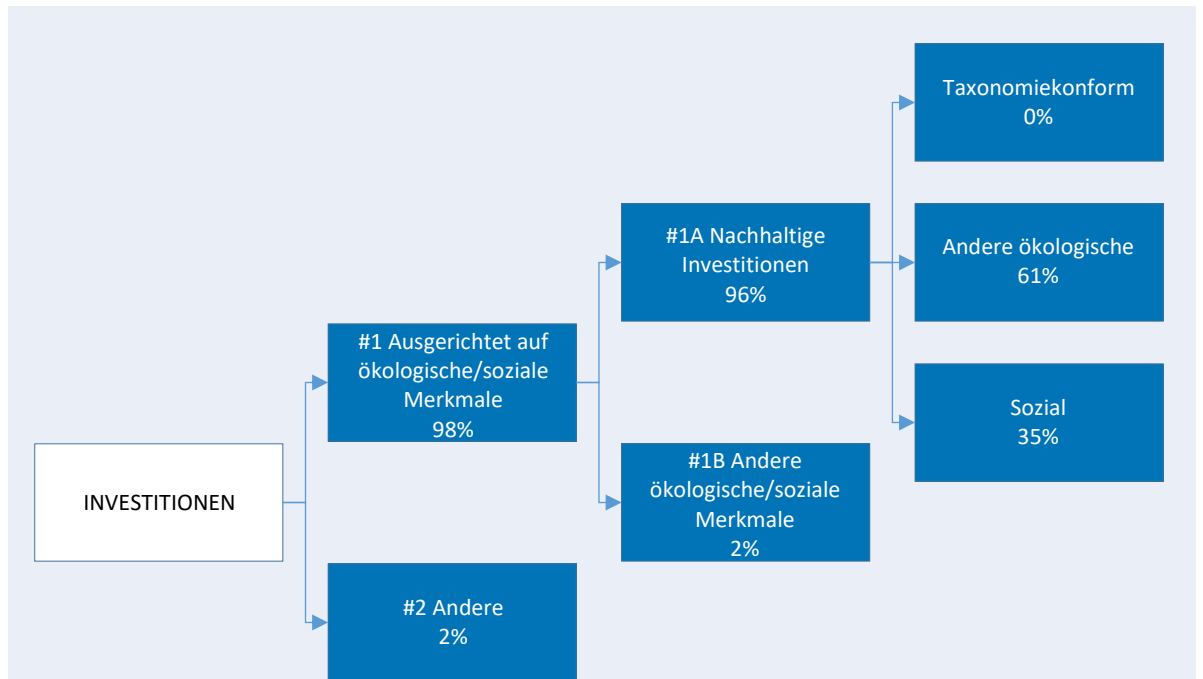 Taxonomiekonform
0%
#1A Nachhaltige
Investitionen
96%
Andere ökologische
61%
#1 Ausgerichtet auf
ökologische/soziale
Merkmale
98%
Sozial
35%
INVESTITIONEN
#1B Andere
ökologische/soziale
Merkmale
2%
#2 Andere
2%